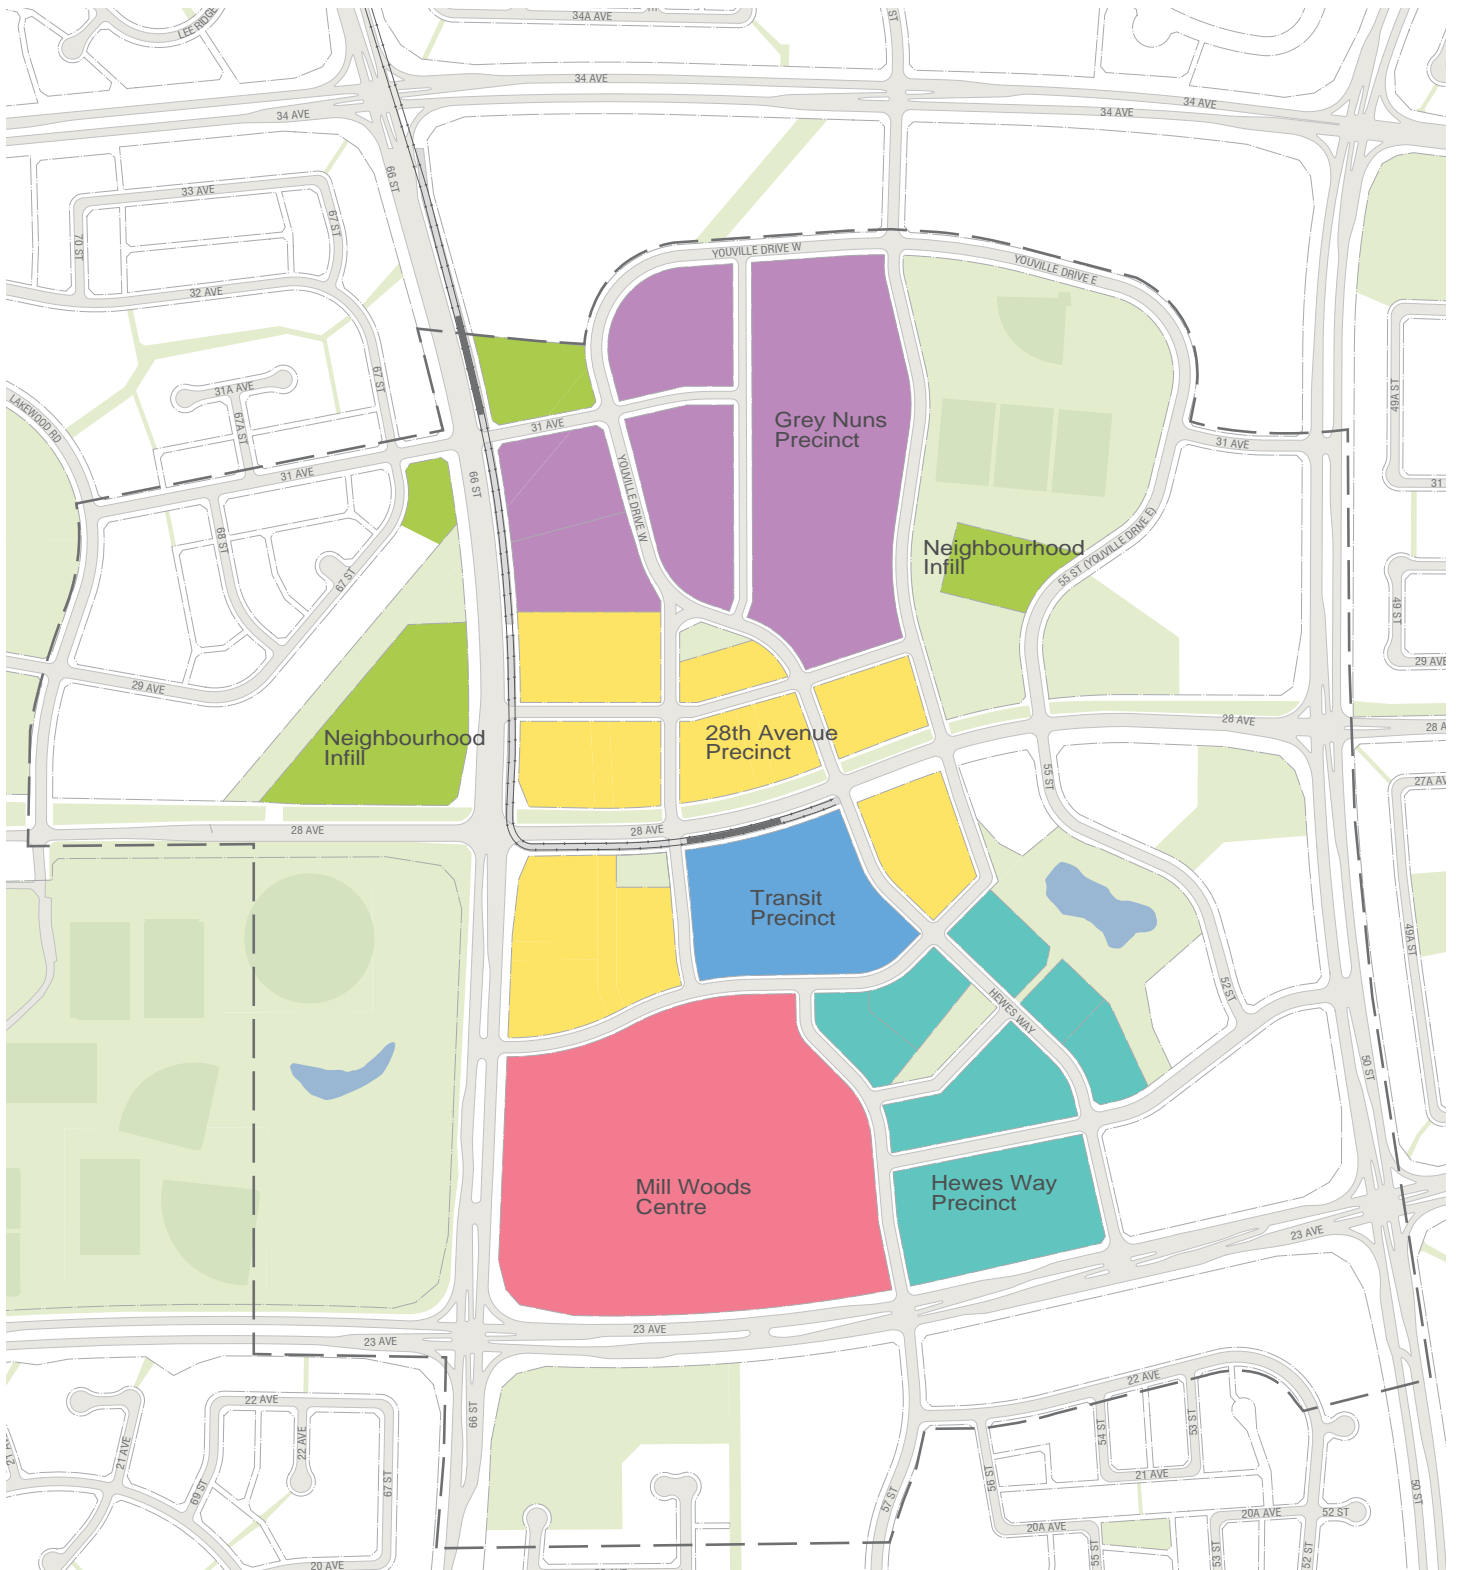 LEE RIDGE
34A AVE
ST
34 AVE
34 AVE
34 AVE
34 AVE
66 ST
33 AVE
67 ST
70 ST
32 AVE
YOUVILLE DRIVE W
YOUVILLE DRIVE E
67 ST
31A AVE
67A ST
LAKEWOOD RD
49A ST
31 AVE
Grey Nuns
Precinct
31 AVE
YOUVILLE DRIVE W
31 AVE
66 ST
31
68 ST
67 ST
Neighbourhood
Infill
55 ST (YOUVILLE DRIVE E)
49 ST
29 AVE
29 AVE
28 AVE
28 A
Neighbourhood
Infill
28th Avenue
Precinct
55 ST
27A AV
28 AVE
28 AVE
Transit
Precinct
49A ST
52 ST
HEWES WAY
50 ST
Mill Woods
Centre
Hewes Way
Precinct
23 AVE
23 AVE
23 AVE
22 AVE
22 AVE
66 ST
21 AVE
22 AVE
54 ST
53 ST
21 AVE
69 ST
67 ST
57 ST
56 ST
50 ST
20A AVE
20A AVE
52 ST
20 AVE
55 ST
53 ST
52 ST